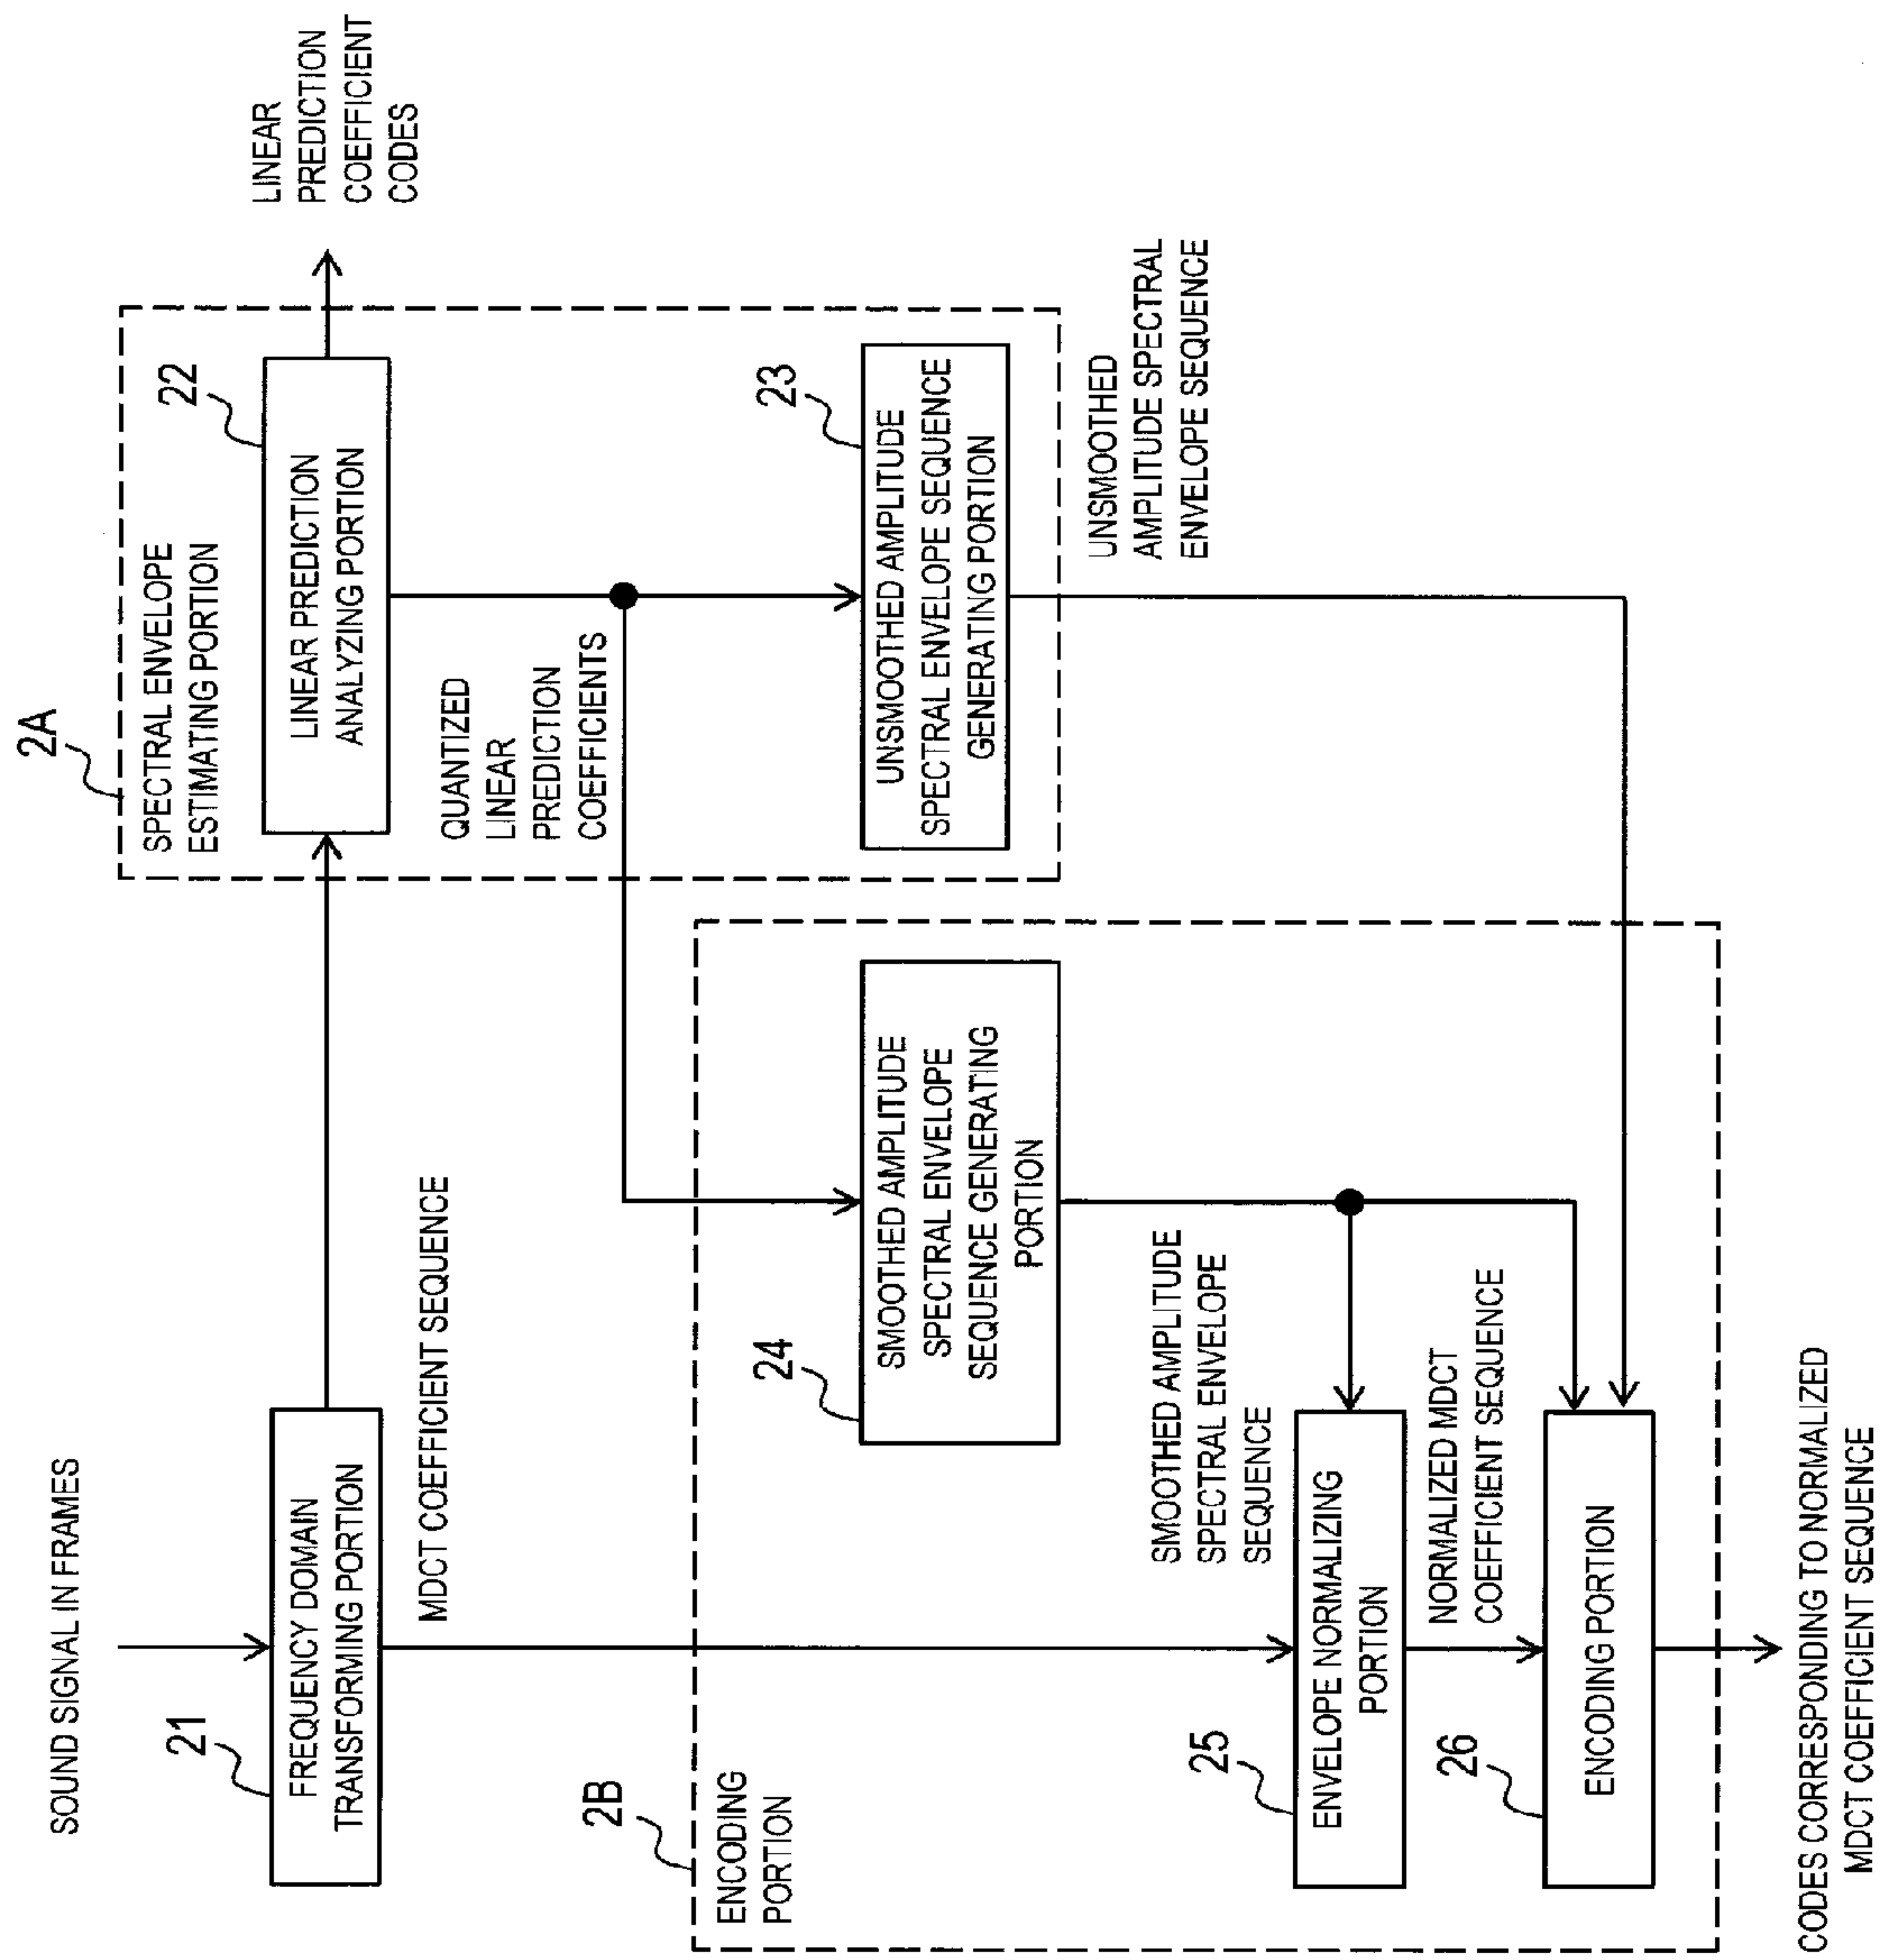 SOUND SIGNAL IN FRAMES
21
FREQUENCY DOMAIN
TRANSFORMING PORTION
MDCT COEFFICIENT SEQUENCE
2A
SPECTRAL ENVELOPE
ESTIMATING PORTION
22
LINEAR PREDICTION
ANALYZING PORTION
LINEAR
PREDICTION
COEFFICIENT
CODES
QUANTIZED
LINEAR
PREDICTION
COEFFICIENTS
23
UNSMOOTHED AMPLITUDE
SPECTRAL ENVELOPE SEQUENCE
GENERATING PORTION
UNSMOOTHED
AMPLITUDE SPECTRAL
ENVELOPE SEQUENCE
2B
ENCODING
PORTION
24
SMOOTHED AMPLITUDE
SPECTRAL ENVELOPE
SEQUENCE GENERATING
PORTION
SMOOTHED AMPLITUDE
SPECTRAL ENVELOPE
SEQUENCE
25
ENVELOPE NORMALIZING
PORTION
NORMALIZED MDCT
COEFFICIENT SEQUENCE
26
ENCODING PORTION
CODES CORRESPONDING TO NORMALIZED
MDCT COEFFICIENT SEQUENCE